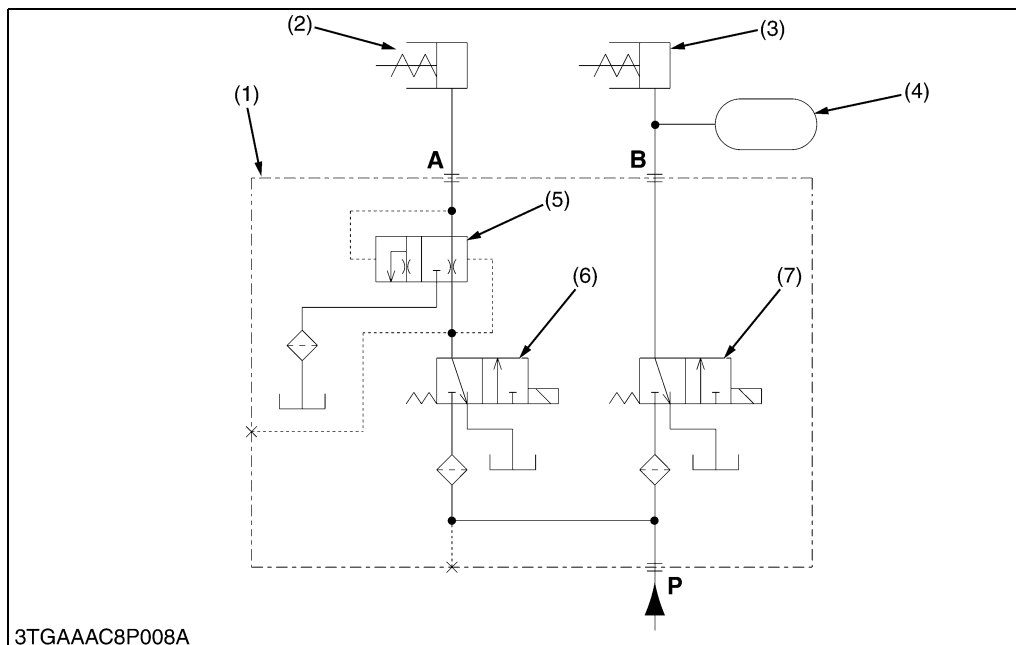 (2)
(3)
(4)
(1)
A
B
(5)
(6)
(7)
P
3TGAAAC8P008A